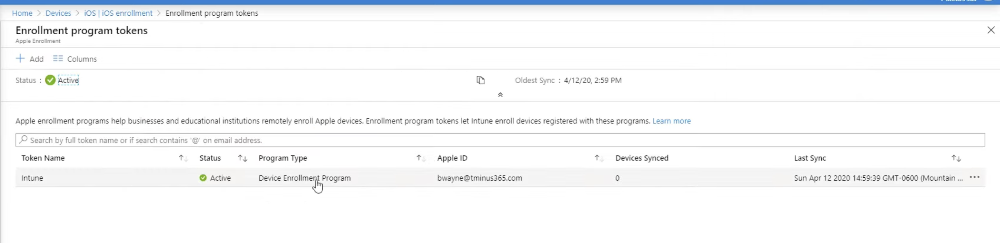 Home > Devices > iOS | iOS enrollment > Enrollment program tokens
Enrollment program tokens
Apple Enrollment
Add Columns
Status : Active Oldest Sync : 4/12/20, 2:59 PM
Apple enrollment programs help businesses and educational institutions remotely enroll Apple devices. Enrollment program tokens let Intune enroll devices registered with these programs. Learn more
Search by full token name or if search contains '@' on email address.
Token Name Status Program Type Apple ID Devices Synced Last Sync
Intune Active Device Enrollment Program bwayne@tminus365.com 0 Sun Apr 12 2020 14:59:39 GMT-0600 (Mountain ...